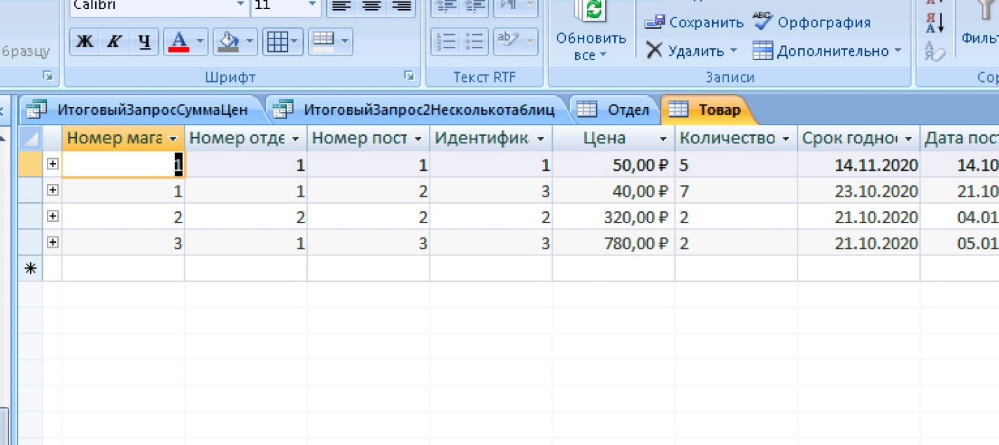 Calibri 11
Сохранить Орфография
Обновить все
Удалить Дополнительно
Ж К Ч
А
ab
бразцу
Шрифт Текст RTF Записи
ИтоговыйЗапросСуммаЦен ИтоговыйЗапрос2Несколькотаблиц Отдел Товар
Номер мага Номер отде Номер пост Идентифик Цена Количество Срок годно Дата пос
1 1 1 1 50,00 ₽ 5 14.11.2020 14.10
1 1 2 3 40,00 ₽ 7 23.10.2020 21.10
2 2 2 2 320,00 ₽ 2 21.10.2020 04.01
3 1 3 3 780,00 ₽ 2 21.10.2020 05.01